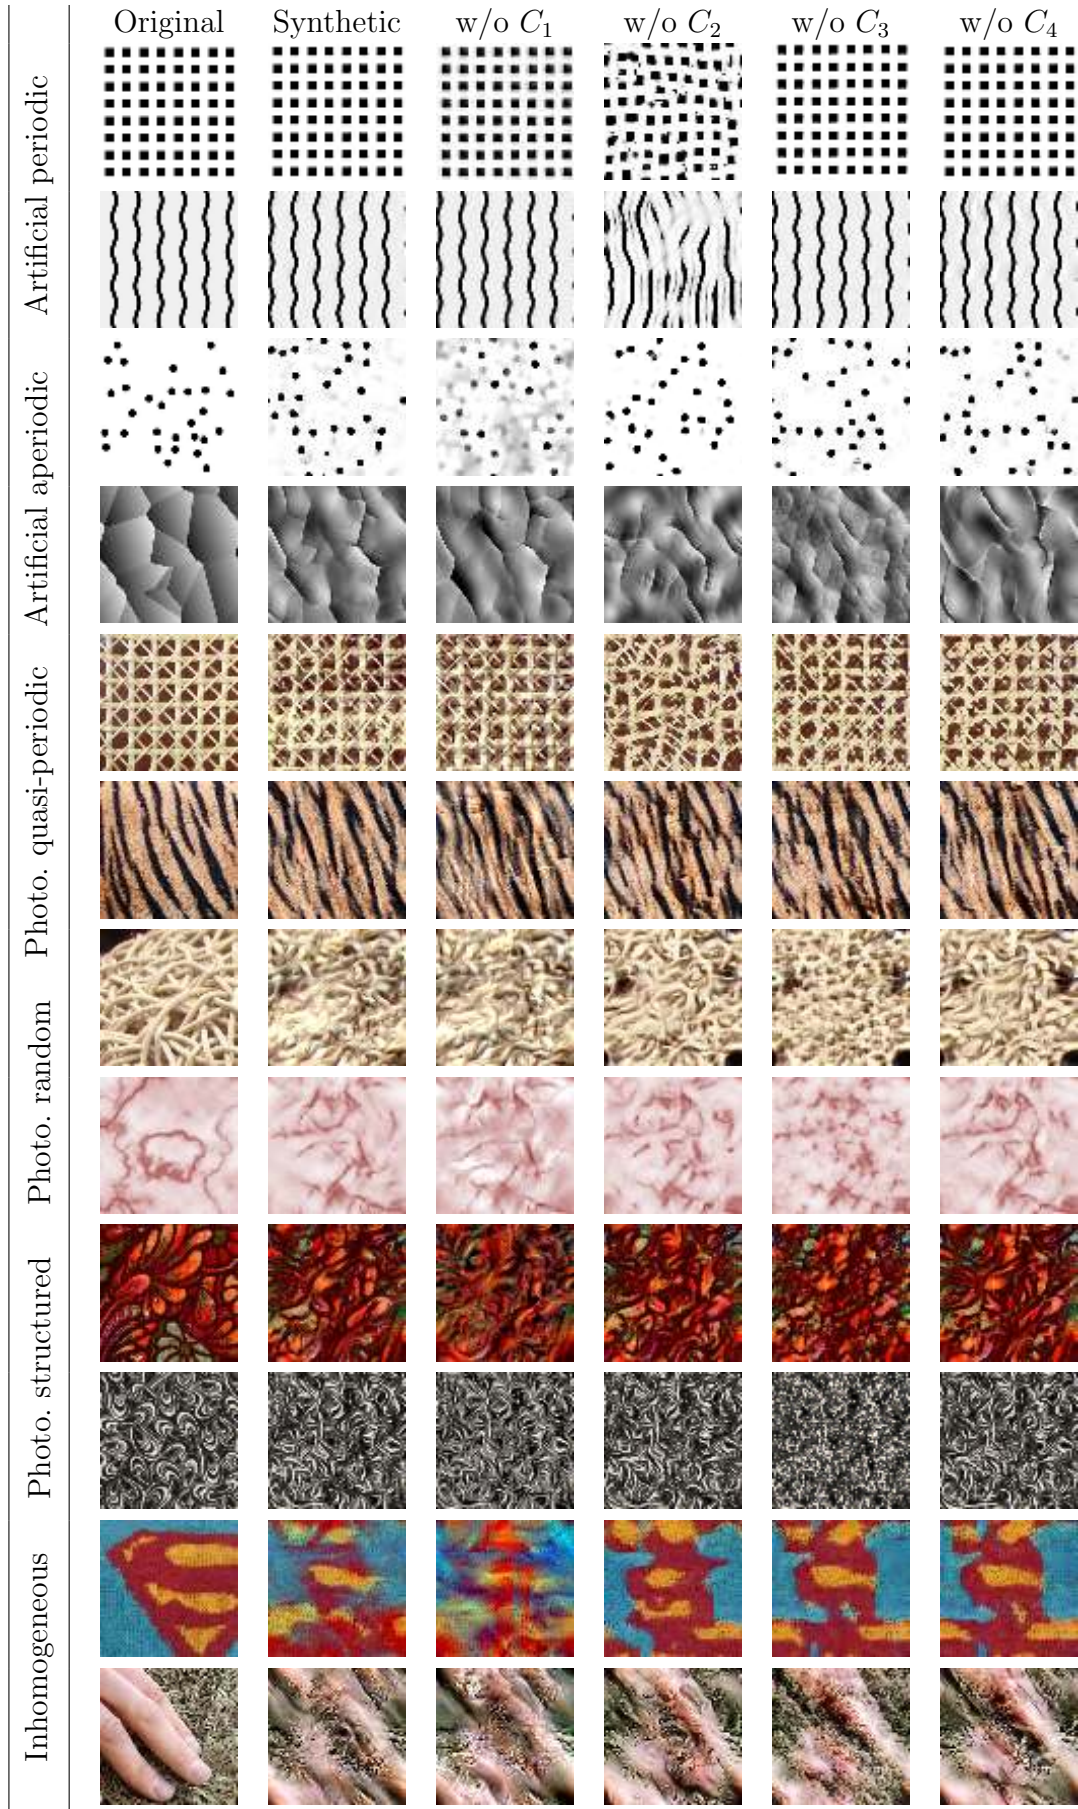 Original Synthetic w/o C₁ w/o C₂ w/o C₃ w/o C₄
Artificial periodic
Artificial aperiodic
Photo. quasi-periodic
Photo. random
Photo. structured
Inhomogeneous